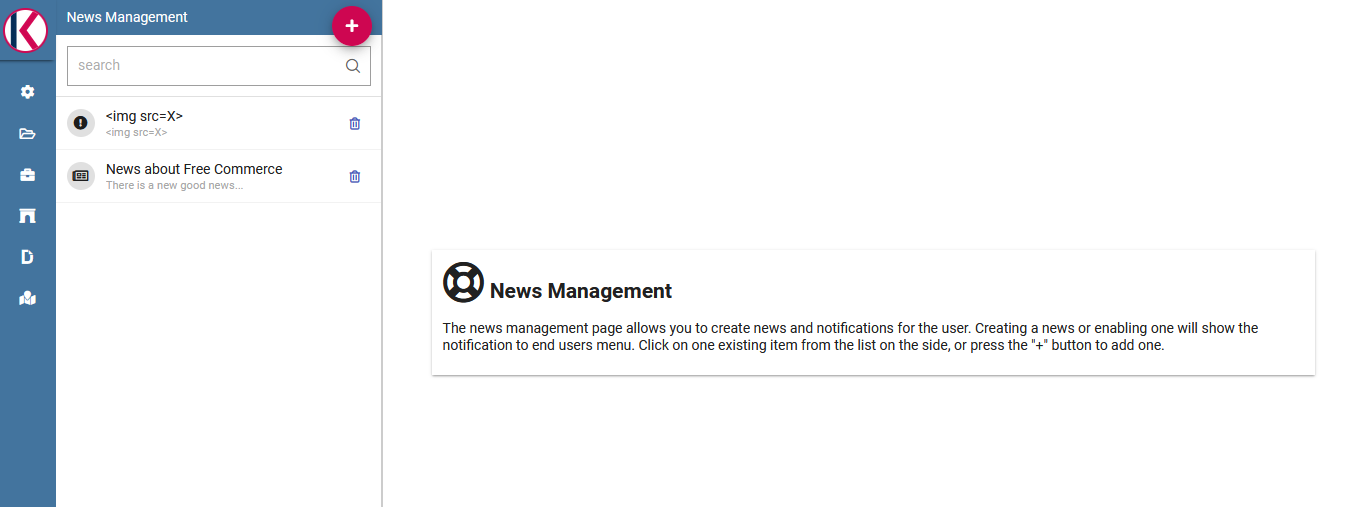 News Management
+
search
<img src=X>
<img src=X>
News about Free Commerce
There is a new good news...
News Management
The news management page allows you to create news and notifications for the user. Creating a news or enabling one will show the
notification to end users menu. Click on one existing item from the list on the side, or press the "+" button to add one.